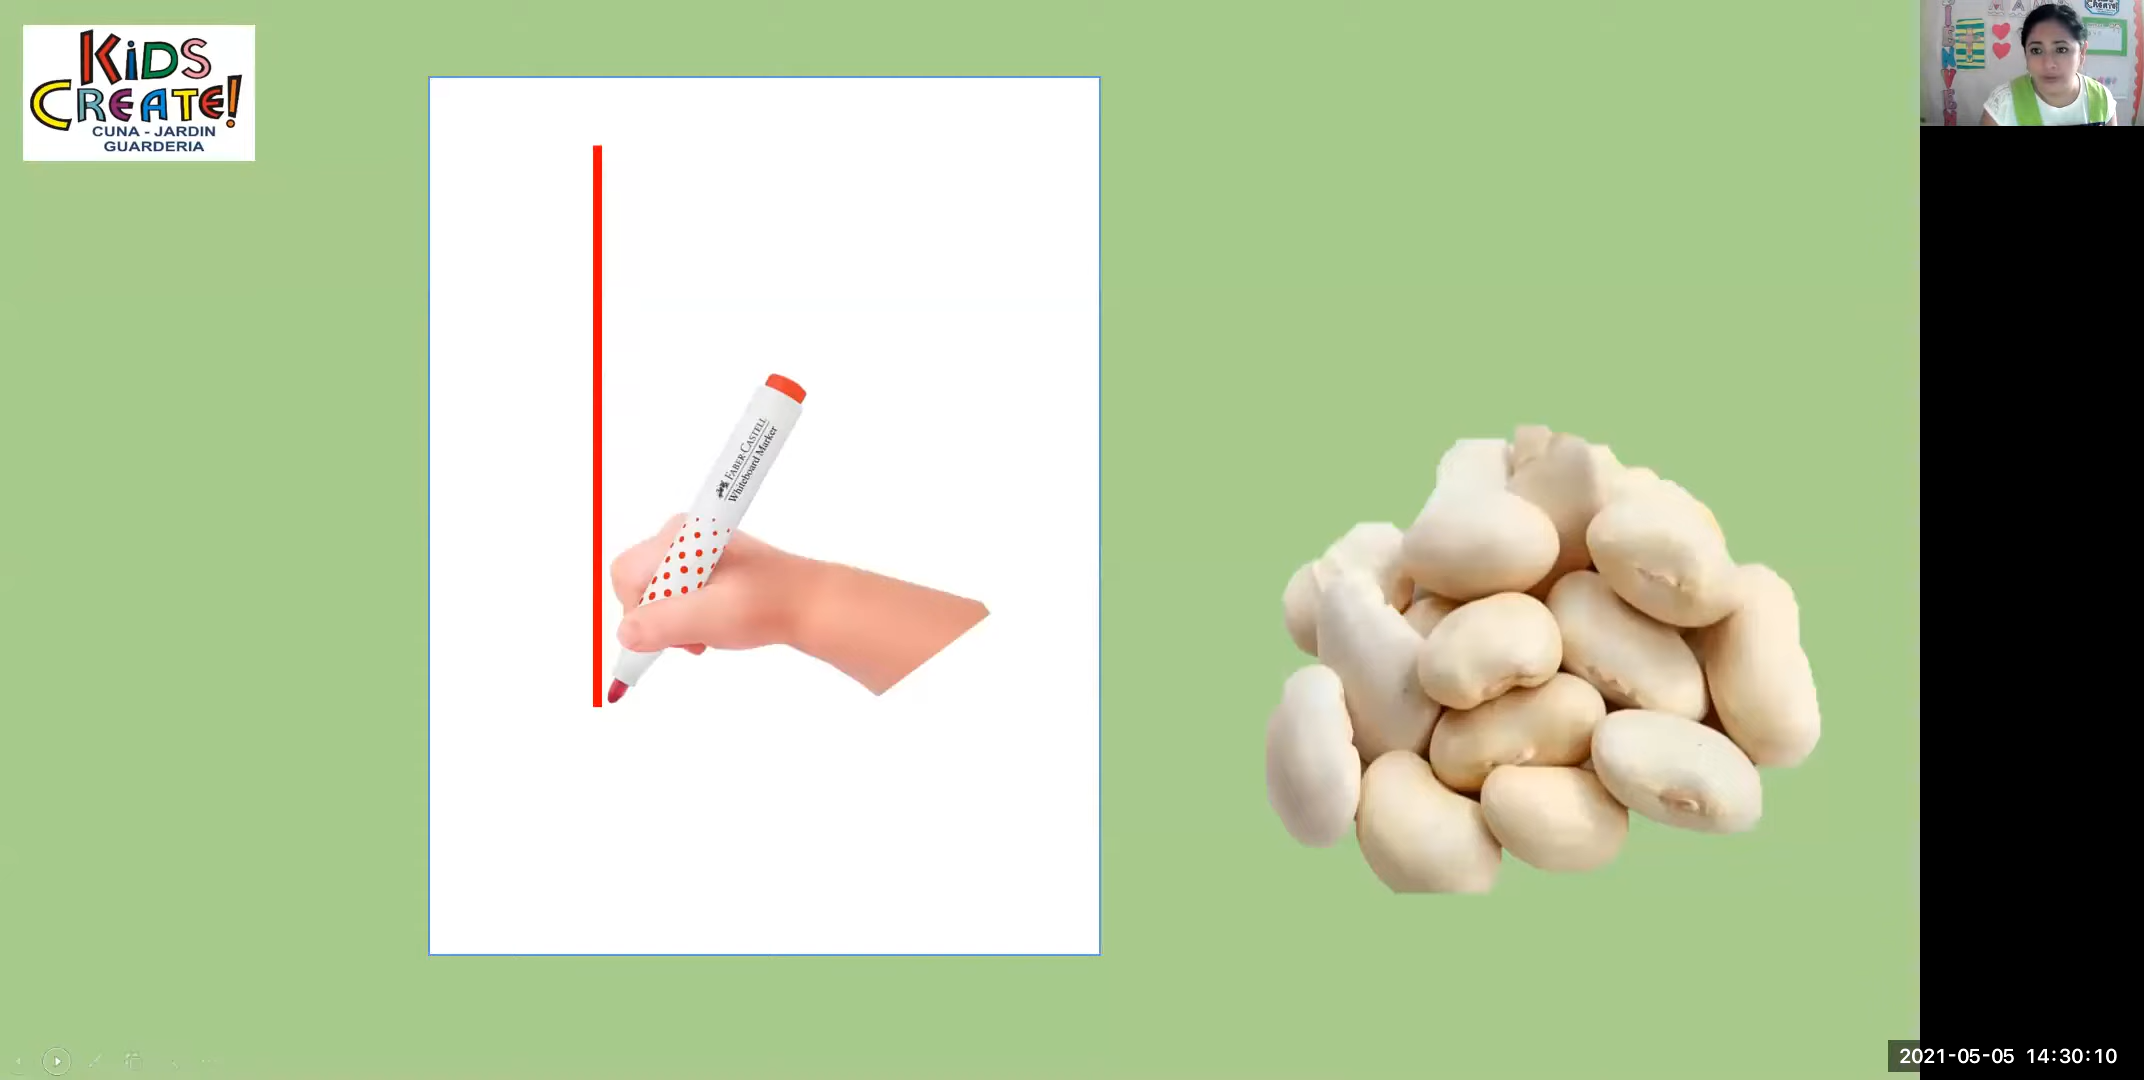 KiDS
CREATE!
CUNA - JARDIN
GUARDERIA
FABER-CASTELL
Whiteboard Marker
2021-05-05 14:30:10